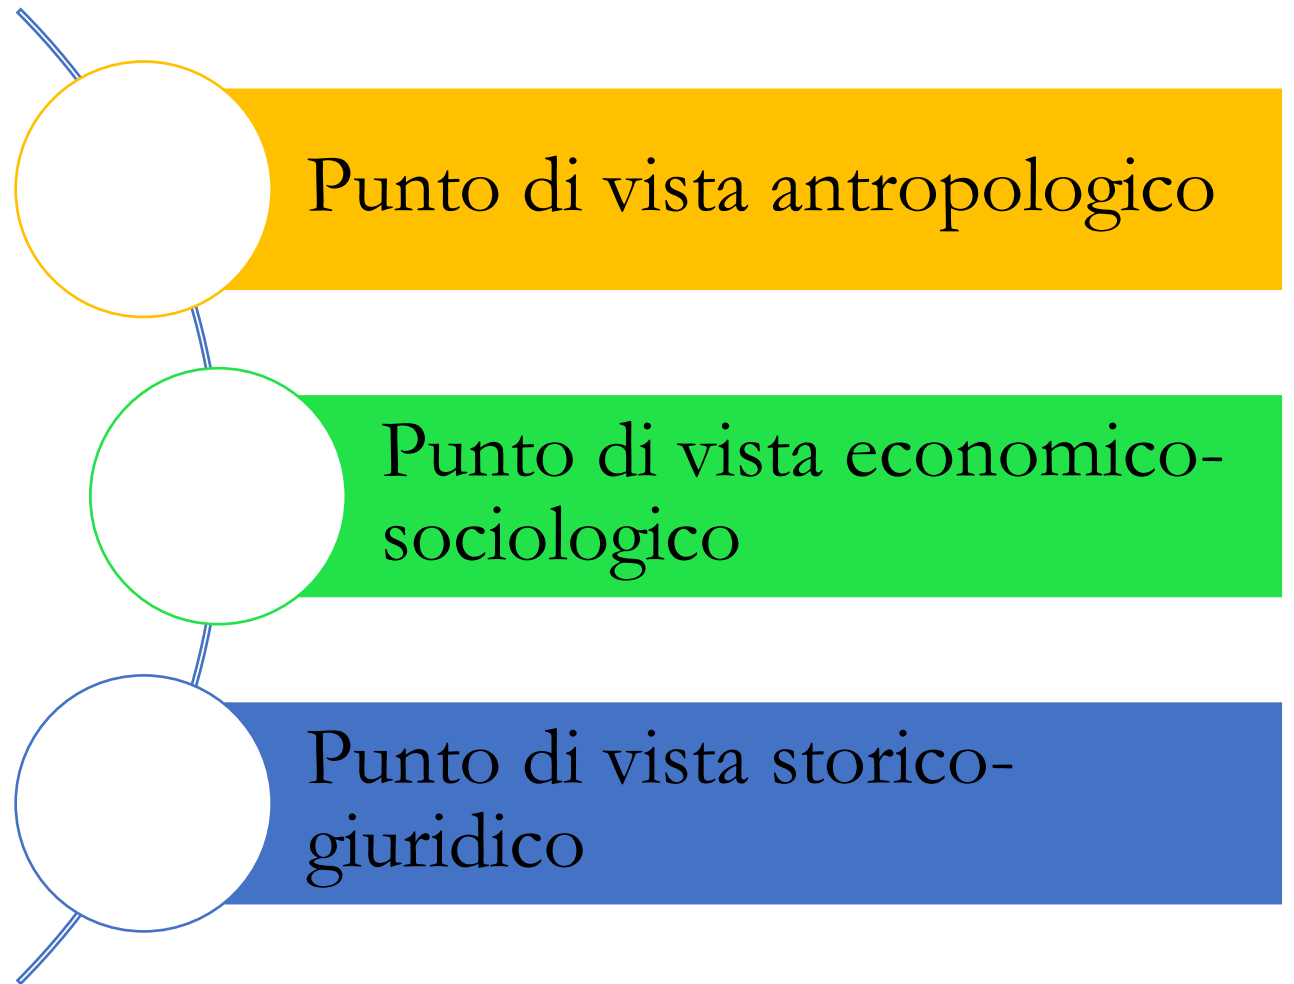 Punto di vista antropologico
Punto di vista economico-
sociologico
Punto di vista storico-
giuridico